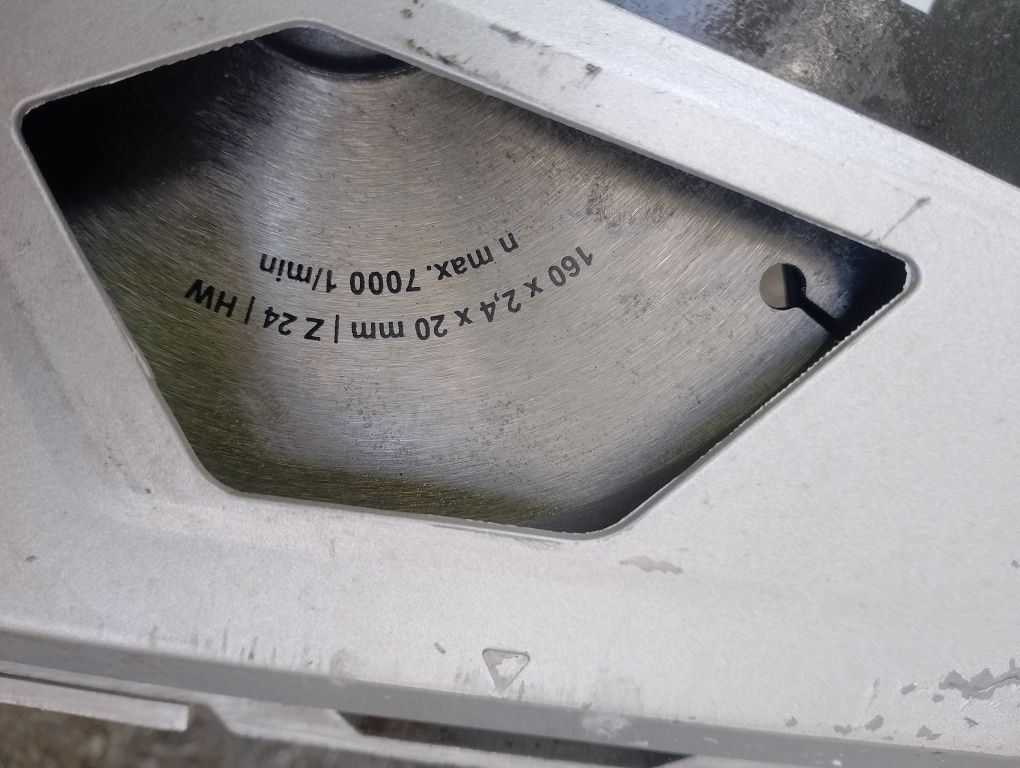 160 x 2,4 x 20 mm | Z 24 | HW
n max. 7000 1/min